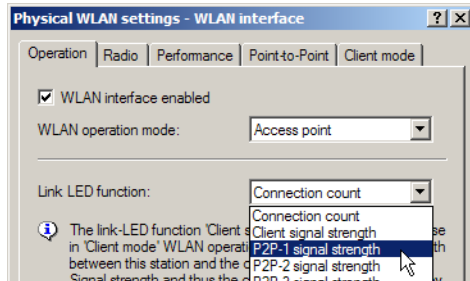 Physical WLAN settings - WLAN interface
Operation Radio Performance Point-to-Point Client mode
WLAN interface enabled
WLAN operation mode: Access point
Link LED function: Connection count
Connection count
The link-LED function 'Client s Client signal strength se
in 'Client mode' WLAN operati P2P-1 signal strength th
between this station and the P2P-2 signal strength
Signal strength and thus the